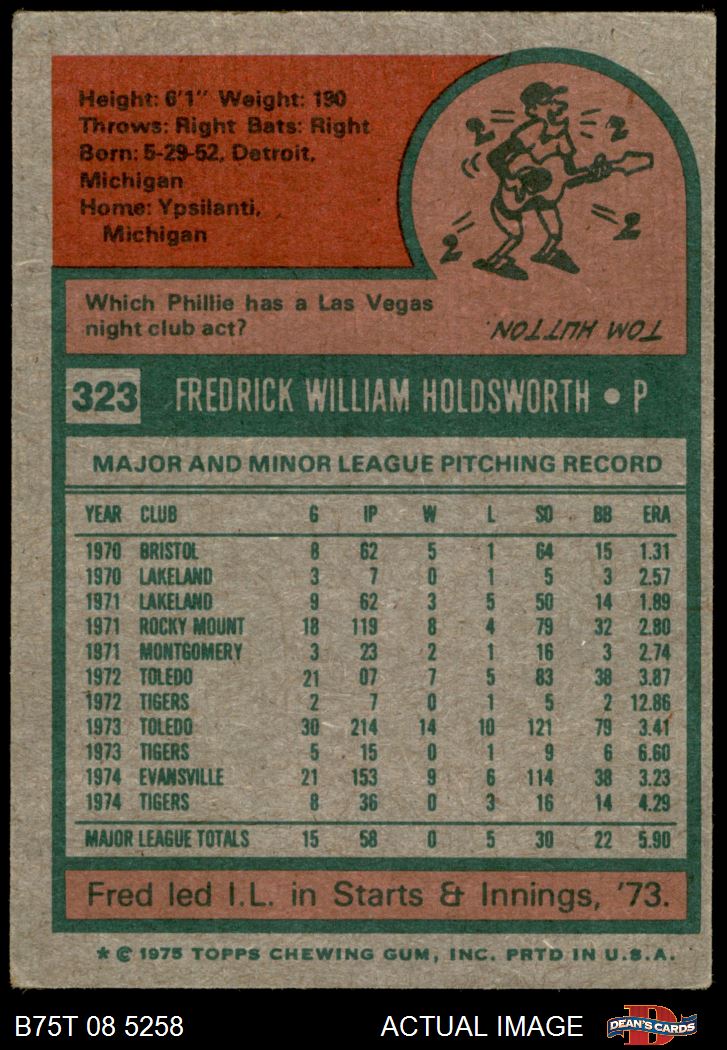 Height: 6'1" Weight: 190
Throws: Right Bats: Right
Born: 5-29-52, Detroit,
Michigan
Home: Ypsilanti,
Michigan
2 2
2 2
Which Phillie has a Las Vegas
night club act?
TOM HUTTON
323 FREDRICK WILLIAM HOLDSWORTH • P
MAJOR AND MINOR LEAGUE PITCHING RECORD
YEAR CLUB G IP W L SO BB ERA
1970 BRISTOL 8 62 5 1 64 15 1.31
1970 LAKELAND 3 7 0 1 5 3 2.57
1971 LAKELAND 9 62 3 5 50 14 1.89
1971 ROCKY MOUNT 18 119 8 4 79 32 2.80
1971 MONTGOMERY 3 23 2 1 16 3 2.74
1972 TOLEDO 21 07 7 5 83 38 3.87
1972 TIGERS 2 7 0 1 5 2 12.86
1973 TOLEDO 30 214 14 10 121 79 3.41
1973 TIGERS 5 15 0 1 9 6 6.60
1974 EVANSVILLE 21 153 9 6 114 38 3.23
1974 TIGERS 8 36 0 3 16 14 4.29
MAJOR LEAGUE TOTALS 15 58 0 5 30 22 5.90
Fred led I.L. in Starts & Innings, '73.
* © 1975 TOPPS CHEWING GUM, INC. PRTD IN U.S.A.
B75T 08 5258 ACTUAL IMAGE DEAN'S CARDS